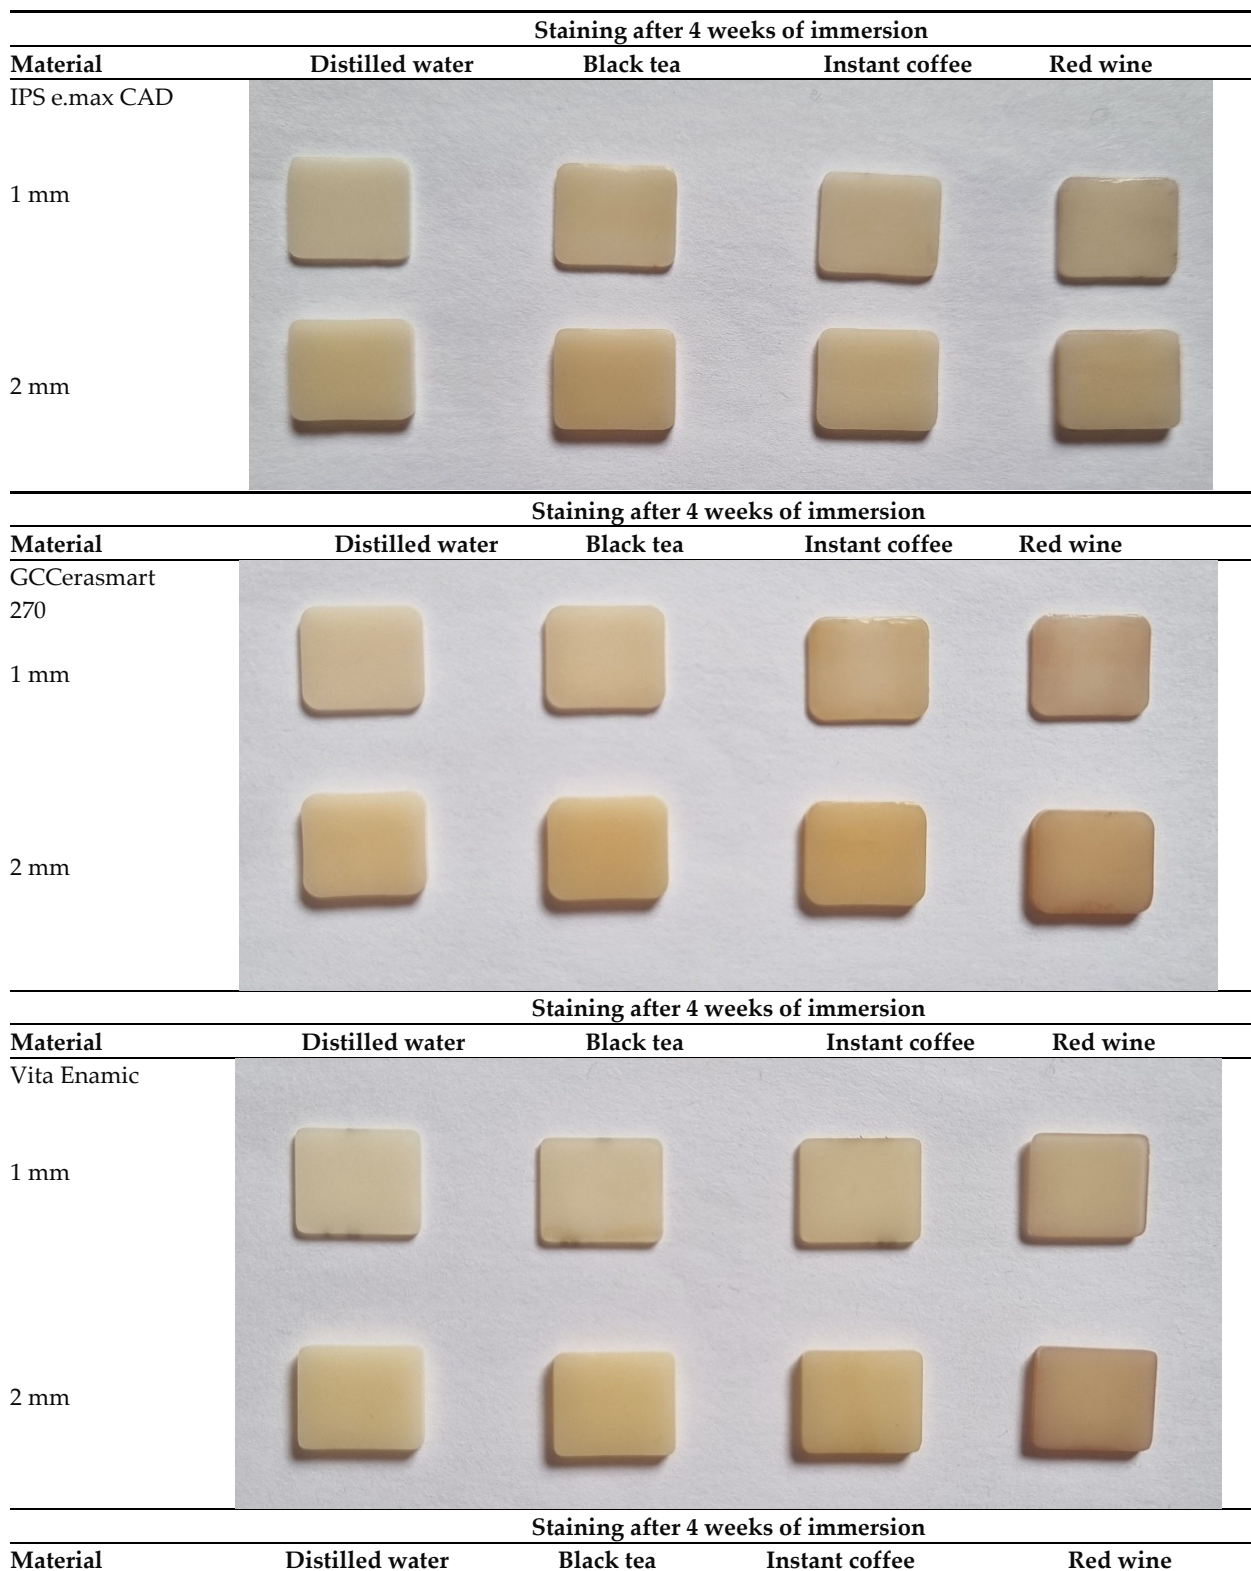 Staining after 4 weeks of immersion
Material Distilled water Black tea Instant coffee Red wine
IPS e.max CAD
1 mm
2 mm
Staining after 4 weeks of immersion
Material Distilled water Black tea Instant coffee Red wine
GCCerasmart
270
1 mm
2 mm
Staining after 4 weeks of immersion
Material Distilled water Black tea Instant coffee Red wine
Vita Enamic
1 mm
2 mm
Staining after 4 weeks of immersion
Material Distilled water Black tea Instant coffee Red wine